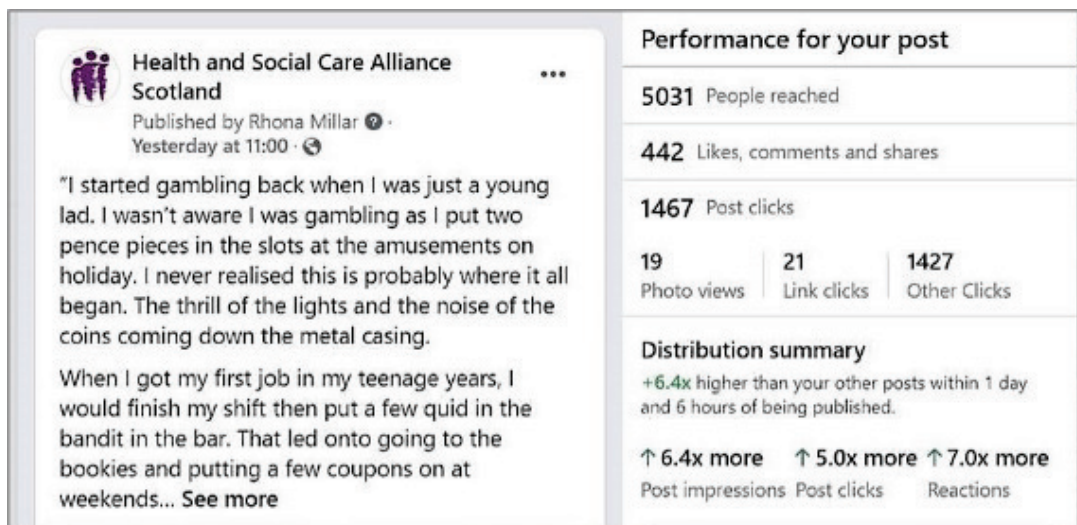 Health and Social Care Alliance
Scotland
Published by Rhona Millar ·
Yesterday at 11:00 ·
"I started gambling back when I was just a young
lad. I wasn't aware I was gambling as I put two
pence pieces in the slots at the amusements on
holiday. I never realised this is probably where it all
began. The thrill of the lights and the noise of the
coins coming down the metal casing.
When I got my first job in my teenage years, I
would finish my shift then put a few quid in the
bandit in the bar. That led onto going to the
bookies and putting a few coupons on at
weekends... See more
Performance for your post
5031 People reached
442 Likes, comments and shares
1467 Post clicks
19 21 1427
Photo views Link clicks Other Clicks
Distribution summary
+6.4x higher than your other posts within 1 day
and 6 hours of being published.
↑ 6.4x more ↑ 5.0x more ↑ 7.0x more
Post impressions Post clicks Reactions